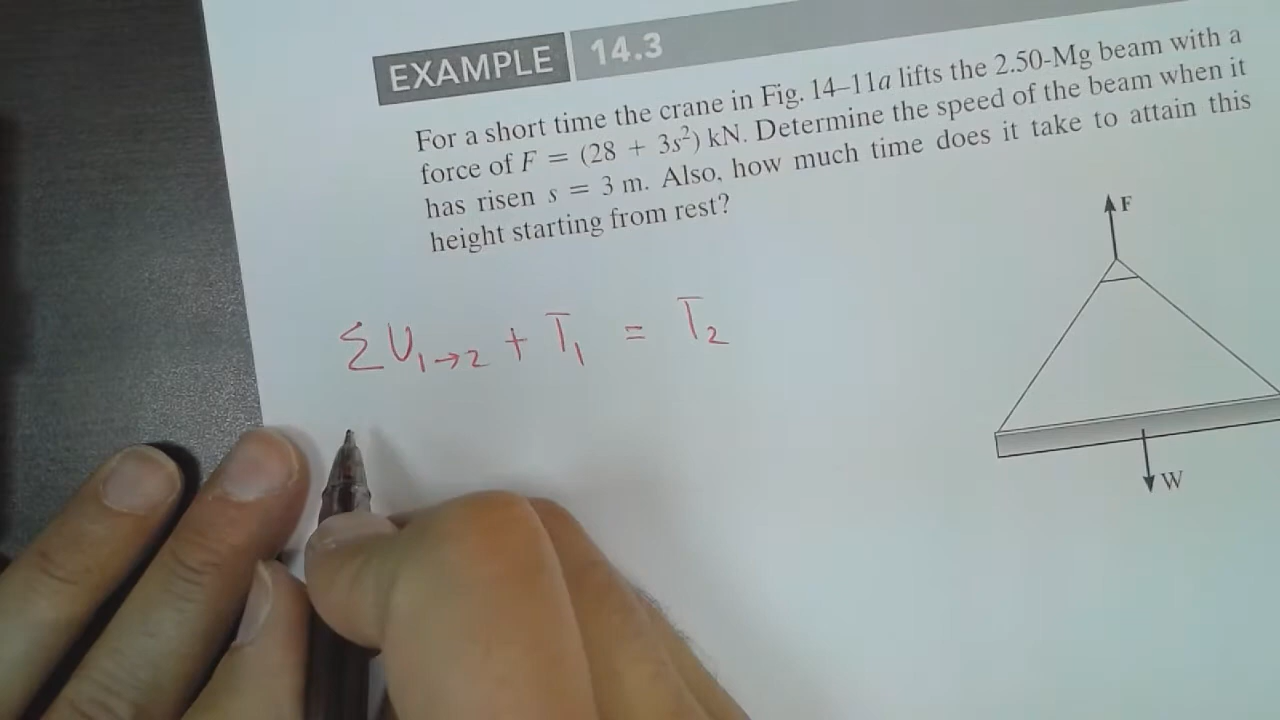 EXAMPLE 14.3
For a short time the crane in Fig. 14–11a lifts the 2.50-Mg beam with a
force of F = (28 + 3s²) kN. Determine the speed of the beam when it
has risen s = 3 m. Also, how much time does it take to attain this
height starting from rest?
F
ΣU₁→₂ + T₁ = T₂
W